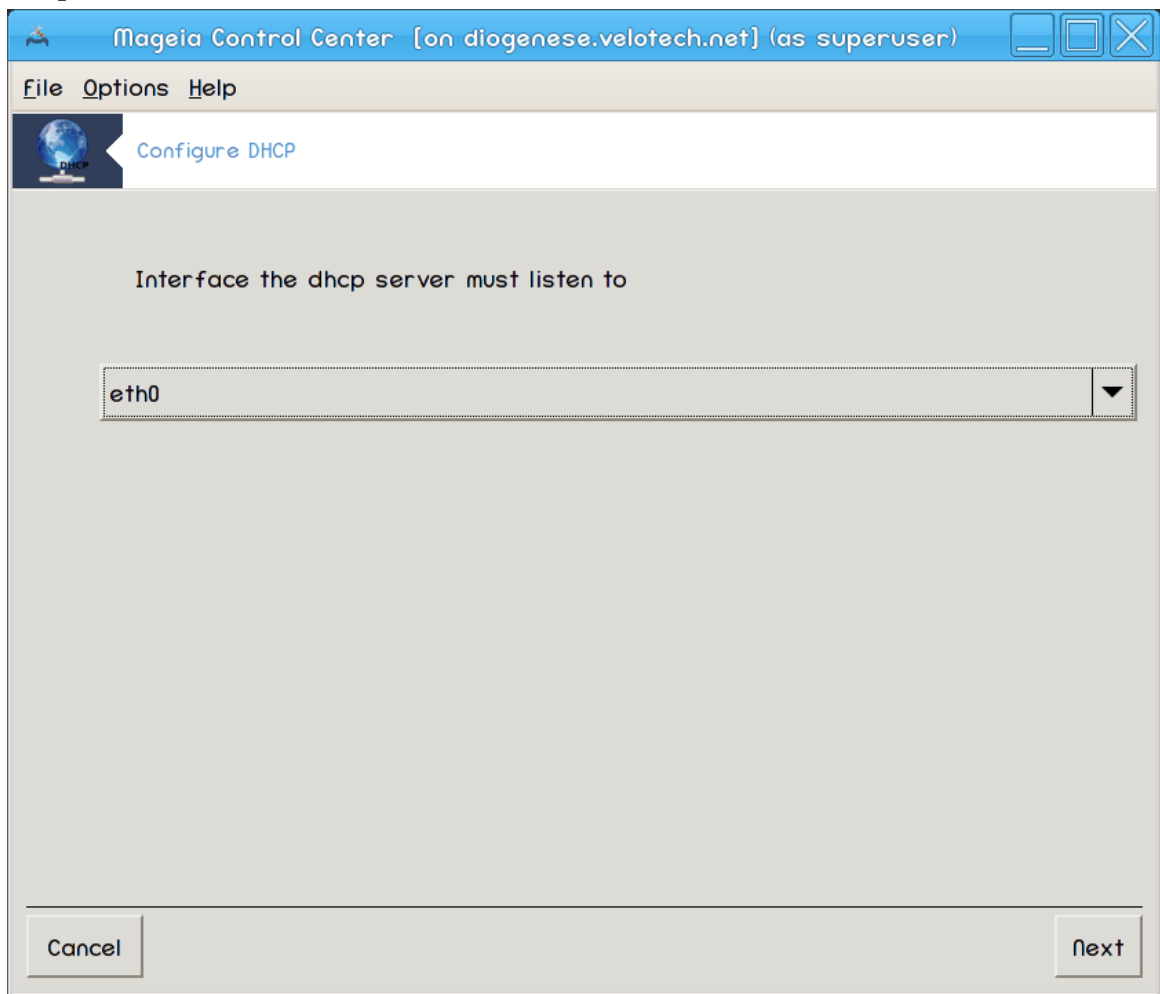 Mageia Control Center [on diogenese.velotech.net] (as superuser)
File Options Help
DHCP
Configure DHCP
Interface the dhcp server must listen to
eth0
Cancel
Next